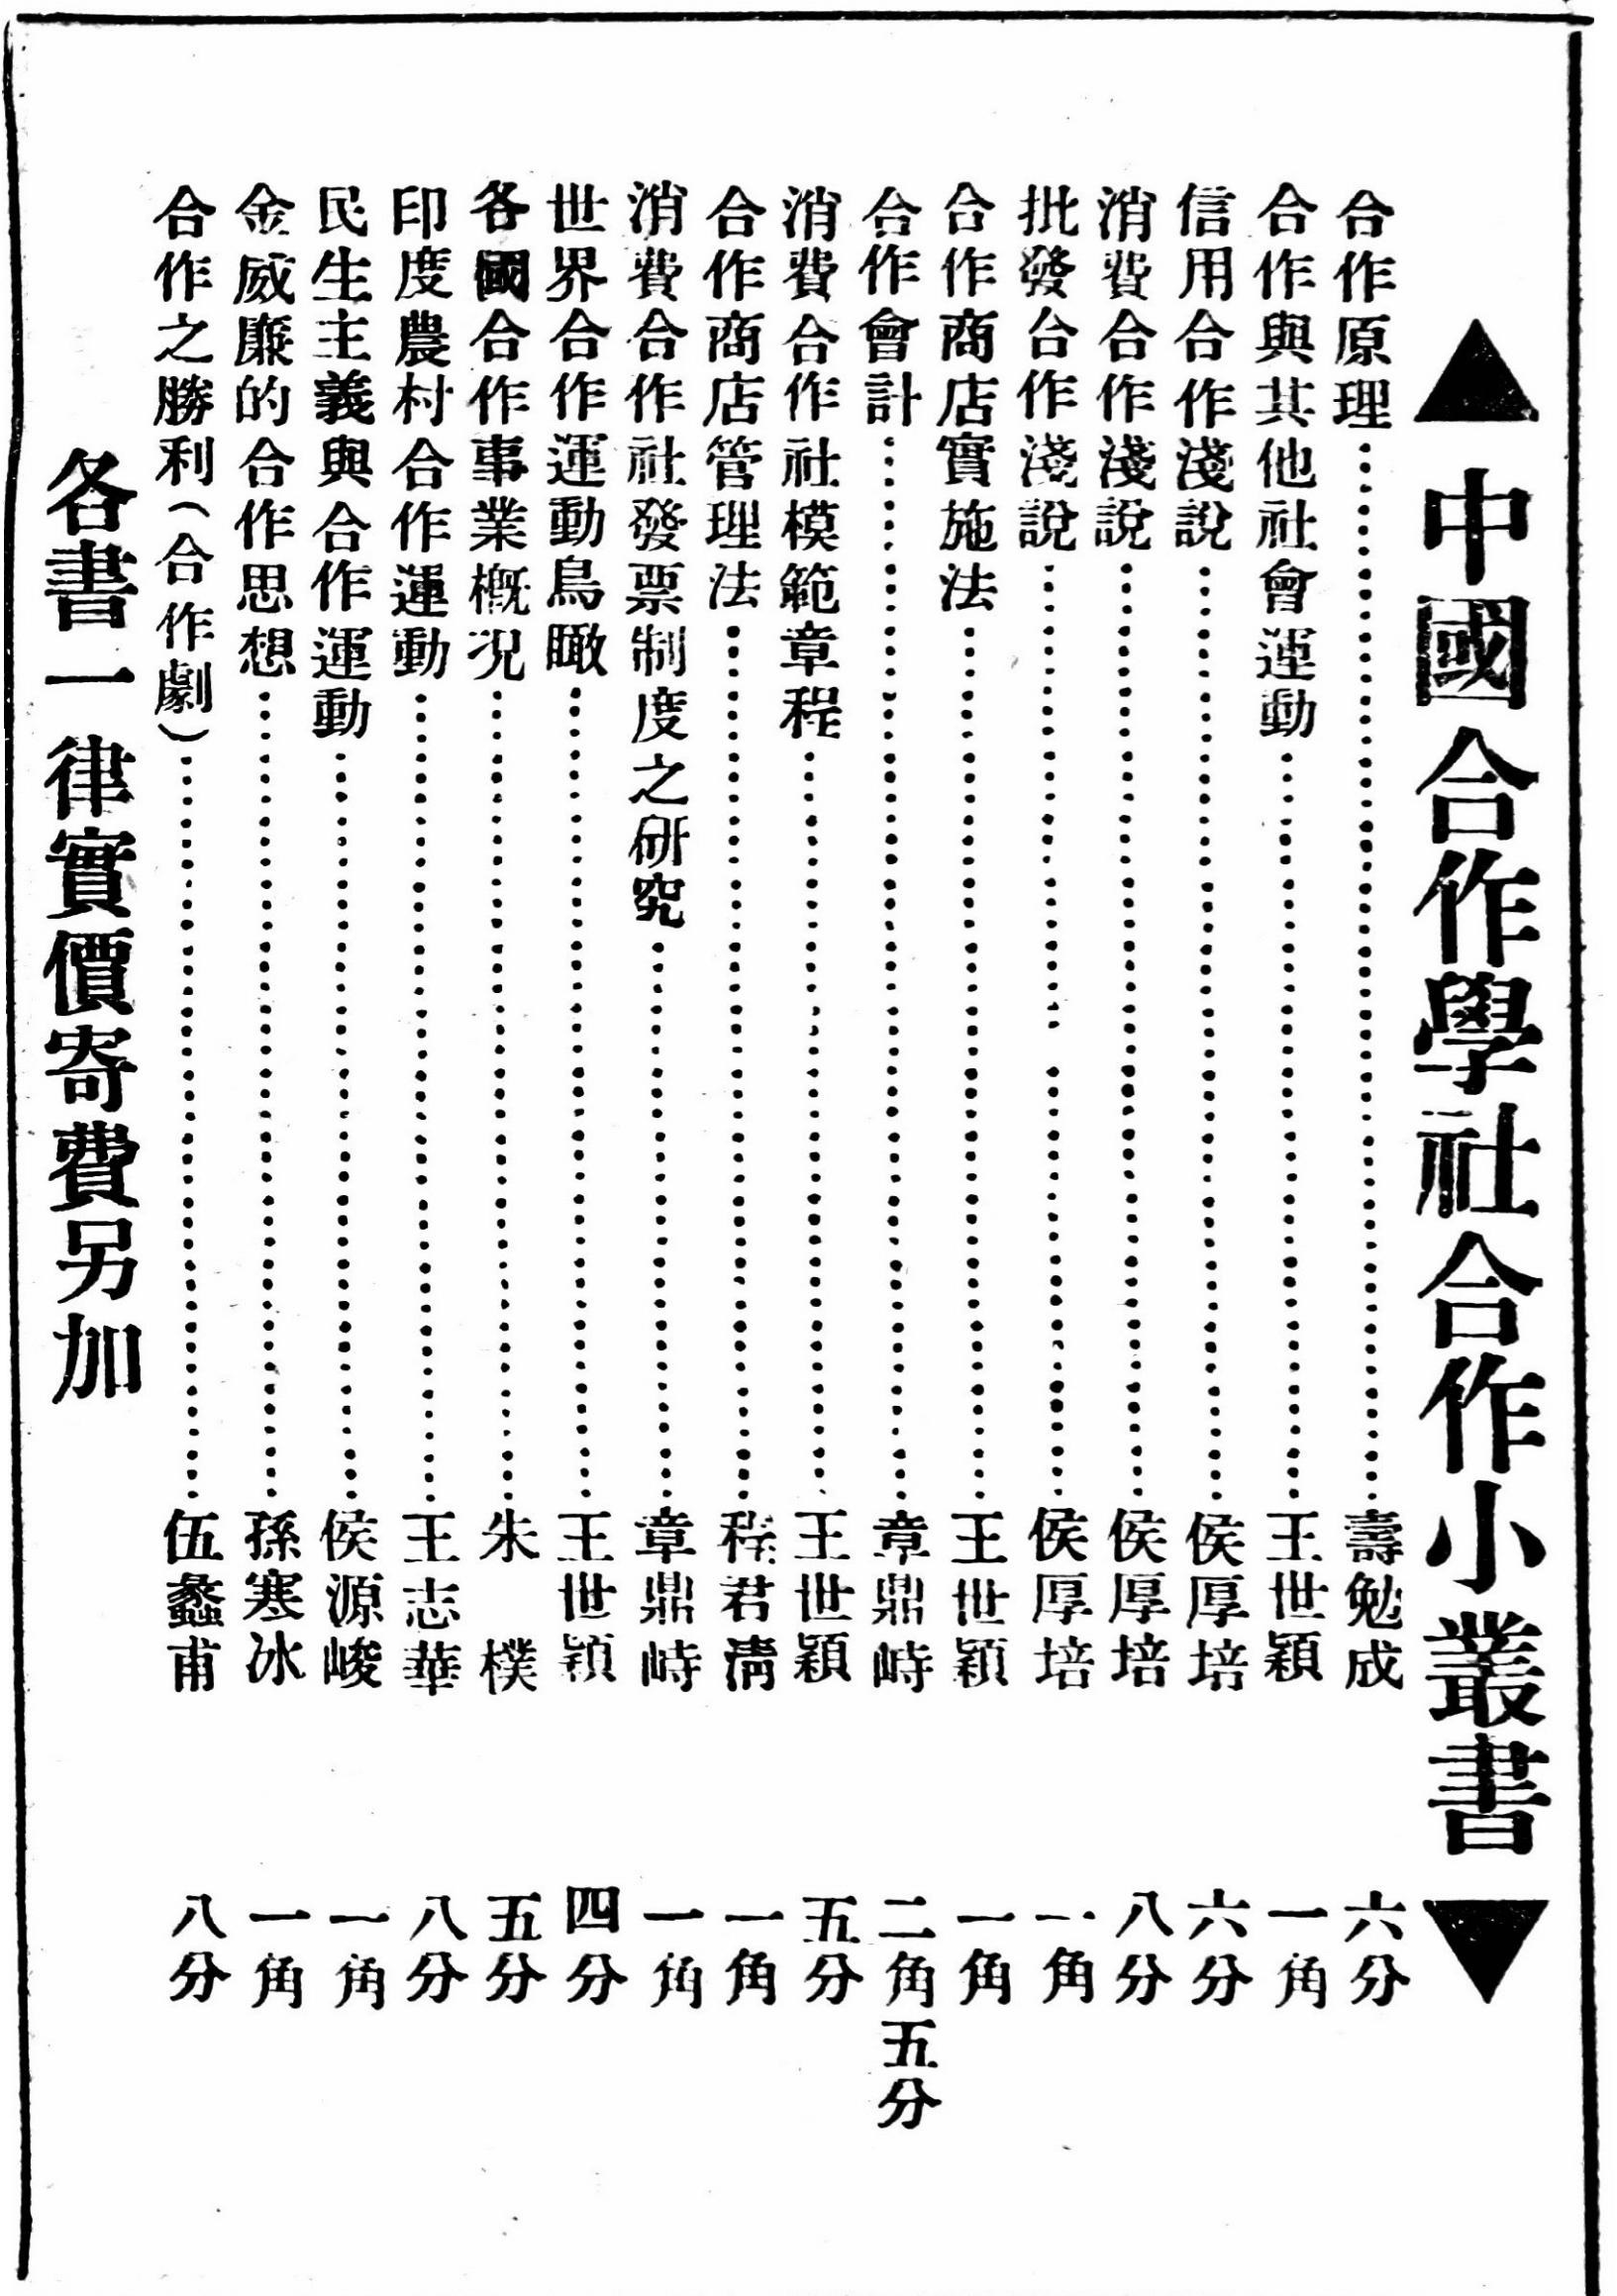 ▲中國合作學社合作小叢書▼
合作原理……壽勉成 六分
合作與其他社會運動……王世穎 一角
信用合作淺說……侯厚培 六分
消費合作淺說……侯厚培 八分
批發合作淺說……侯厚培 一角
合作商店實施法……王世穎 一角
合作會計……章鼎峙 二角五分
消費合作社模範章程……王世穎 五分
合作商店管理法……程君清 一角
消費合作社發票制度之研究……章鼎峙 一角
世界合作運動鳥瞰……王世穎 四分
各國合作事業概况……朱樸 五分
印度農村合作運動……王志華 八分
民生主義與合作運動……侯源峻 一角
金威廉的合作思想……孫寒冰 一角
合作之勝利(合作劇)……伍蠡甫 八分
各書一律實價寄費另加